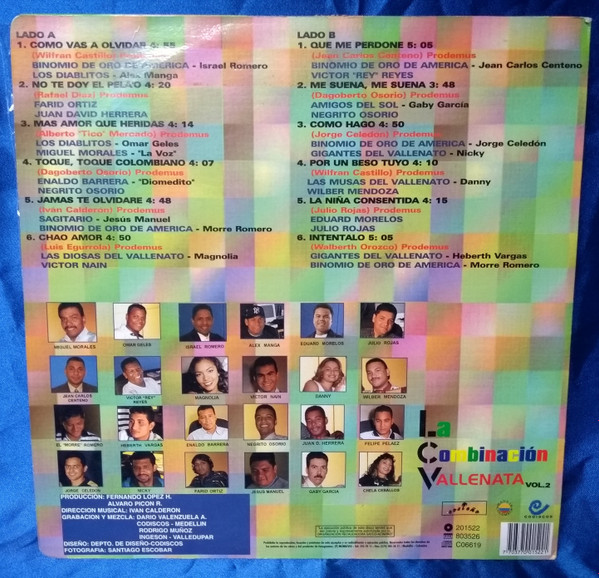 LADO A
1. COMO VAS A OLVIDAR 4: 55
(Wilfran Castillo) Prodemus
BINOMIO DE ORO DE AMERICA - Israel Romero
LOS DIABLITOS - Alex Manga
2. NO TE DOY EL PELAO 4: 20
(Rafael Diaz) Prodemus
FARID ORTIZ
JUAN DAVID HERRERA
3. MAS AMOR QUE HERIDAS 4: 14
(Alberto "Tico" Mercado) Prodemus
LOS DIABLITOS - Omar Geles
MIGUEL MORALES - "La Voz"
4. TOQUE, TOQUE COLOMBIANO 4: 07
(Dagoberto Osorio) Prodemus
ENALDO BARRERA - "Diomedito"
NEGRITO OSORIO
5. JAMAS TE OLVIDARE 4: 48
(Iván Calderón) Prodemus
SAGITARIO - Jesús Manuel
BINOMIO DE ORO DE AMERICA - Morre Romero
6. CHAO AMOR 4: 50
(Luis Egurrola) Prodemus
LAS DIOSAS DEL VALLENATO - Magnolia
VICTOR NAIN
LADO B
1. QUE ME PERDONE 5: 05
(Jean Carlos Centeno) Prodemus
BINOMIO DE ORO DE AMERICA - Jean Carlos Centeno
VICTOR "REY" REYES
2. ME SUENA, ME SUENA 3: 48
(Dagoberto Osorio) Prodemus
AMIGOS DEL SOL - Gaby García
NEGRITO OSORIO
3. COMO HAGO 4: 50
(Jorge Celedón) Prodemus
BINOMIO DE ORO DE AMERICA - Jorge Celedón
GIGANTES DEL VALLENATO - Nicky
4. POR UN BESO TUYO 4: 10
(Wilfran Castillo) Prodemus
LAS MUSAS DEL VALLENATO - Danny
WILBER MENDOZA
5. LA NIÑA CONSENTIDA 4: 15
(Julio Rojas) Prodemus
EDUARD MORELOS
JULIO ROJAS
6. INTENTALO 5: 05
(Walberth Orozco) Prodemus
GIGANTES DEL VALLENATO - Heberth Vargas
BINOMIO DE ORO DE AMERICA - Morre Romero
MIGUEL MORALES
OMAR GELES
ISRAEL ROMERO
ALEX MANGA
EDUARD MORELOS
JULIO ROJAS
JEAN CARLOS CENTENO
VICTOR "REY" REYES
MAGNOLIA
VICTOR NAIN
DANNY
WILBER MENDOZA
EL "MORRE" ROMERO
HEBERTH VARGAS
ENALDO BARRERA
NEGRITO OSORIO
JUAN D. HERRERA
FELIPE PELAEZ
JORGE CELEDON
NICKY
FARID ORTIZ
JESUS MANUEL
GABY GARCIA
CHELA CEBALLOS
La
Combinación
VALLENATA VOL.2
PRODUCCION: FERNANDO LOPEZ H.
ALVARO PICON R.
DIRECCION MUSICAL: IVAN CALDERON
GRABACION Y MEZCLA: DARIO VALENZUELA A.
CODISCOS - MEDELLIN
RODRIGO MUÑOZ
INGESON - VALLEDUPAR
DISEÑO: DEPTO. DE DISEÑO-CODISCOS
FOTOGRAFIA: SANTIAGO ESCOBAR
codiscos
201522
803526
C06619